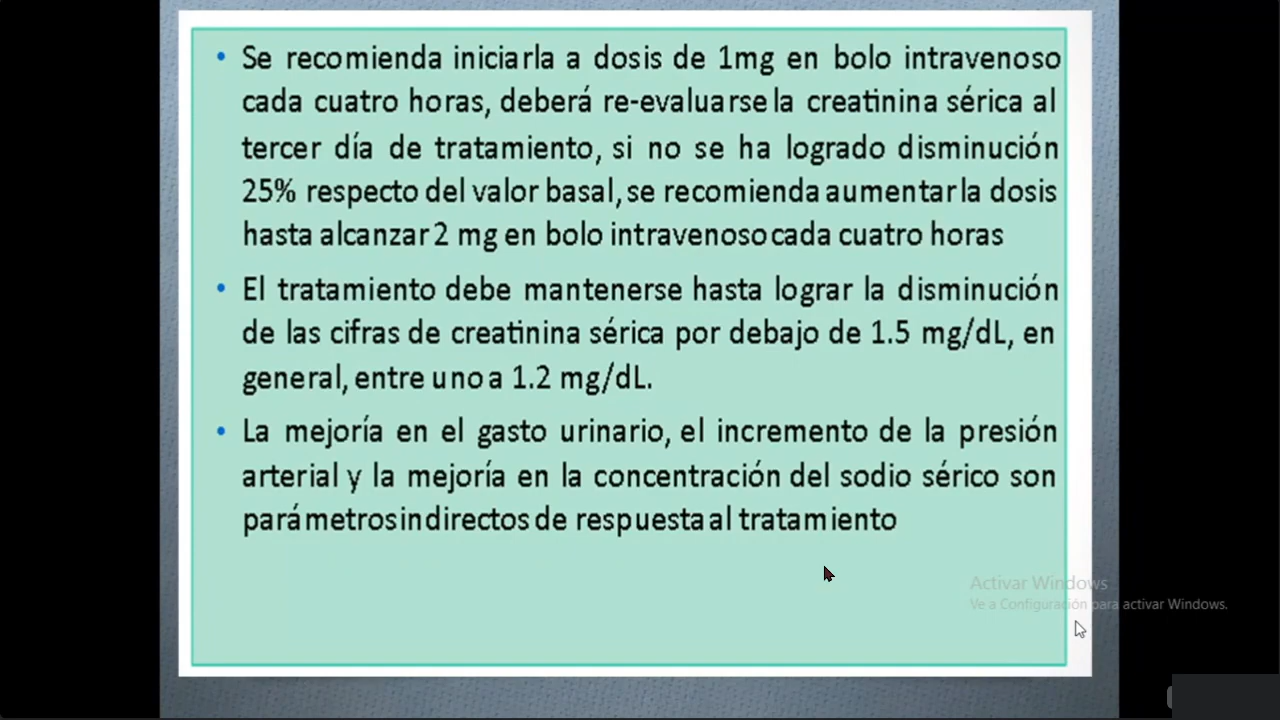 • Se recomienda iniciarla a dosis de 1mg en bolo intravenoso
cada cuatro horas, deberá re-evaluarse la creatinina sérica al
tercer día de tratamiento, si no se ha logrado disminución
25% respecto del valor basal, se recomienda aumentar la dosis
hasta alcanzar 2 mg en bolo intravenoso cada cuatro horas
• El tratamiento debe mantenerse hasta lograr la disminución
de las cifras de creatinina sérica por debajo de 1.5 mg/dL, en
general, entre uno a 1.2 mg/dL.
• La mejoría en el gasto urinario, el incremento de la presión
arterial y la mejoría en la concentración del sodio sérico son
parámetros indirectos de respuesta al tratamiento
Activar Windows
Ve a Configuración para activar Windows.